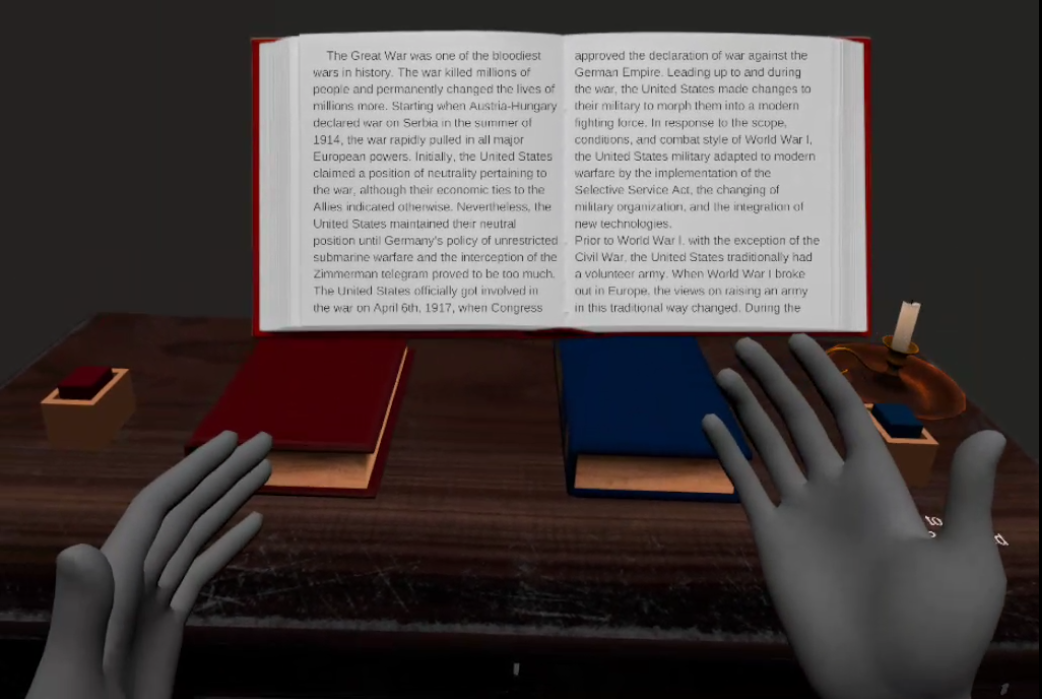 The Great War was one of the bloodiest
wars in history. The war killed millions of
people and permanently changed the lives of
millions more. Starting when Austria-Hungary
declared war on Serbia in the summer of
1914, the war rapidly pulled in all major
European powers. Initially, the United States
claimed a position of neutrality pertaining to
the war, although their economic ties to the
Allies indicated otherwise. Nevertheless, the
United States maintained their neutral
position until Germany's policy of unrestricted
submarine warfare and the interception of the
Zimmerman telegram proved to be too much.
The United States officially got involved in
the war on April 6th, 1917, when Congress
approved the declaration of war against the
German Empire. Leading up to and during
the war, the United States made changes to
their military to morph them into a modern
fighting force. In response to the scope,
conditions, and combat style of World War I,
the United States military adapted to modern
warfare by the implementation of the
Selective Service Act, the changing of
military organization, and the integration of
new technologies.
Prior to World War I, with the exception of the
Civil War, the United States traditionally had
a volunteer army. When World War I broke
out in Europe, the views on raising an army
in this traditional way changed. During the
to